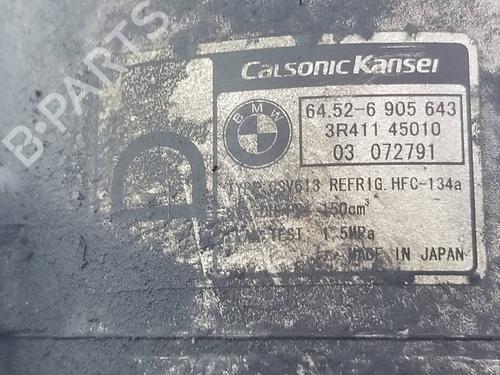 CALSONIC KANSEI
BMW
64.52-6 905 643
3R411 45010
03 072791
TYPE CSV613 REFRIG. HFC-134a
150cm³
TEST 1.5MPa
MADE IN JAPAN
D
B-PARTS